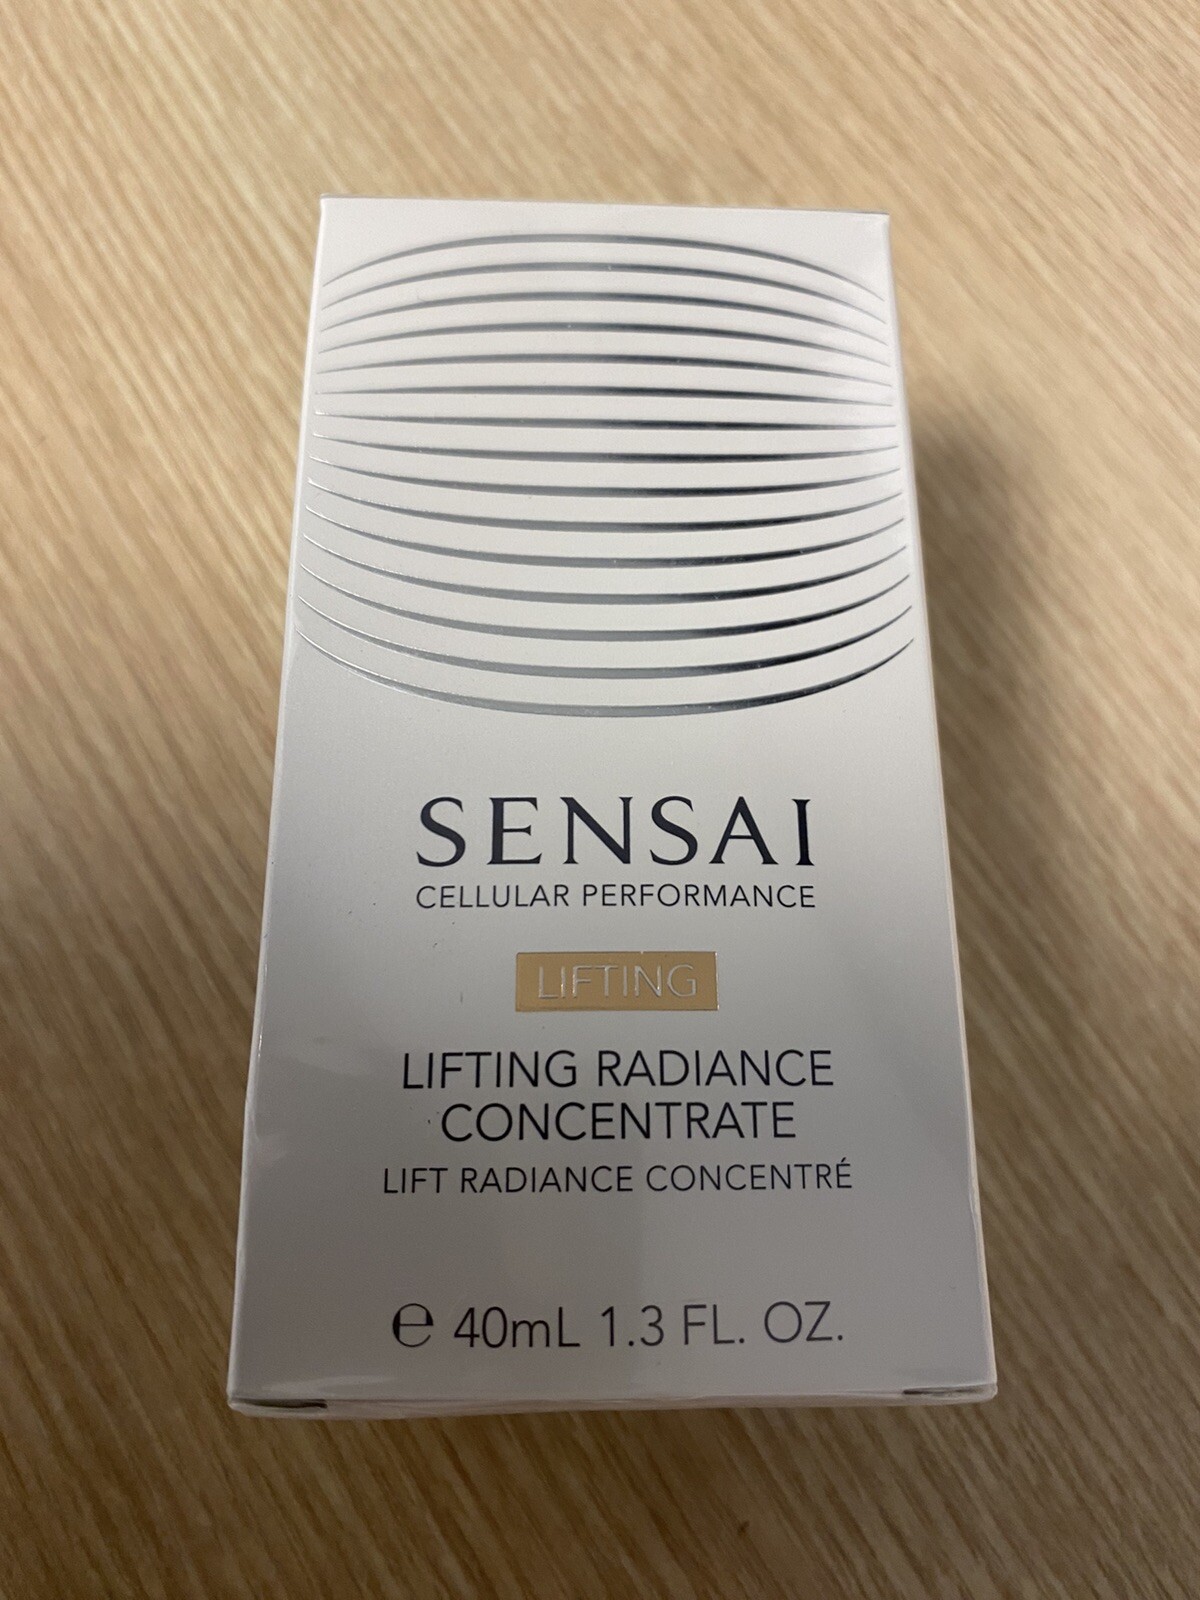 SENSAI
CELLULAR PERFORMANCE
LIFTING
LIFTING RADIANCE
CONCENTRATE
LIFT RADIANCE CONCENTRÉ
℮ 40mL 1.3 FL. OZ.